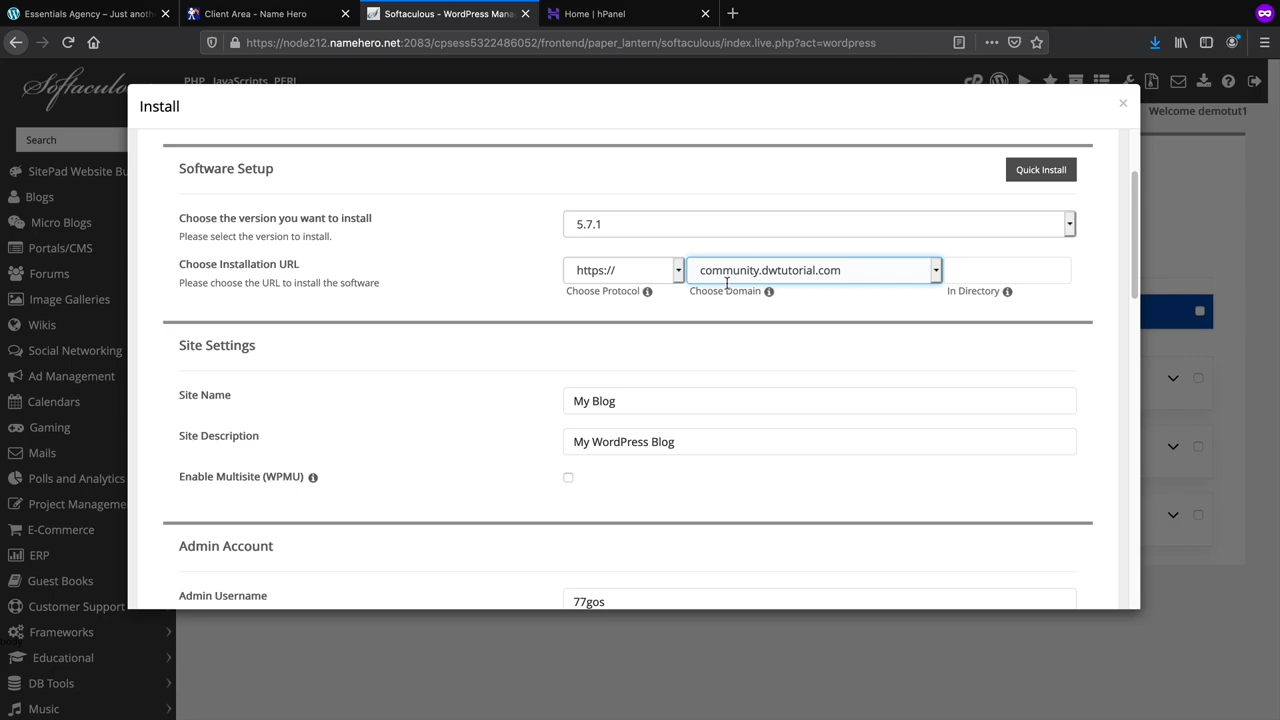 Essentials Agency – Just anoth
Client Area - Name Hero
Softaculous - WordPress Mana
Home | hPanel
https://node212.namehero.net:2083/cpsess5322486052/frontend/paper_lantern/softaculous/index.live.php?act=wordpress
Softaculo
PHP JavaScripts PERL
Welcome demotut1
Search
SitePad Website Bu
Blogs
Micro Blogs
Portals/CMS
Forums
Image Galleries
Wikis
Social Networking
Ad Management
Calendars
Gaming
Mails
Polls and Analytics
Project Manageme
E-Commerce
ERP
Guest Books
Customer Support
Frameworks
Educational
DB Tools
Music
Install
×
Software Setup
Quick Install
Choose the version you want to install
Please select the version to install.
5.7.1
Choose Installation URL
Please choose the URL to install the software
https://
community.dwtutorial.com
Choose Protocol
Choose Domain
In Directory
Site Settings
Site Name
My Blog
Site Description
My WordPress Blog
Enable Multisite (WPMU)
Admin Account
Admin Username
77gos